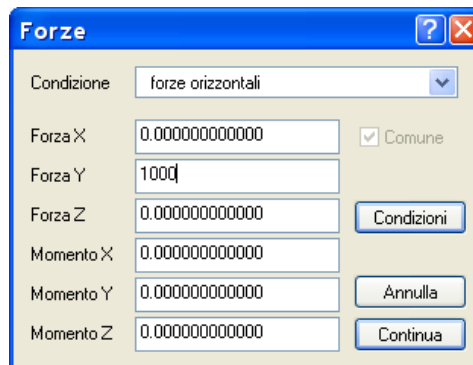 Forze
Condizione forze orizzontali
Forza X 0.000000000000 Comune
Forza Y 1000
Forza Z 0.000000000000 Condizioni
Momento X 0.000000000000
Momento Y 0.000000000000 Annulla
Momento Z 0.000000000000 Continua